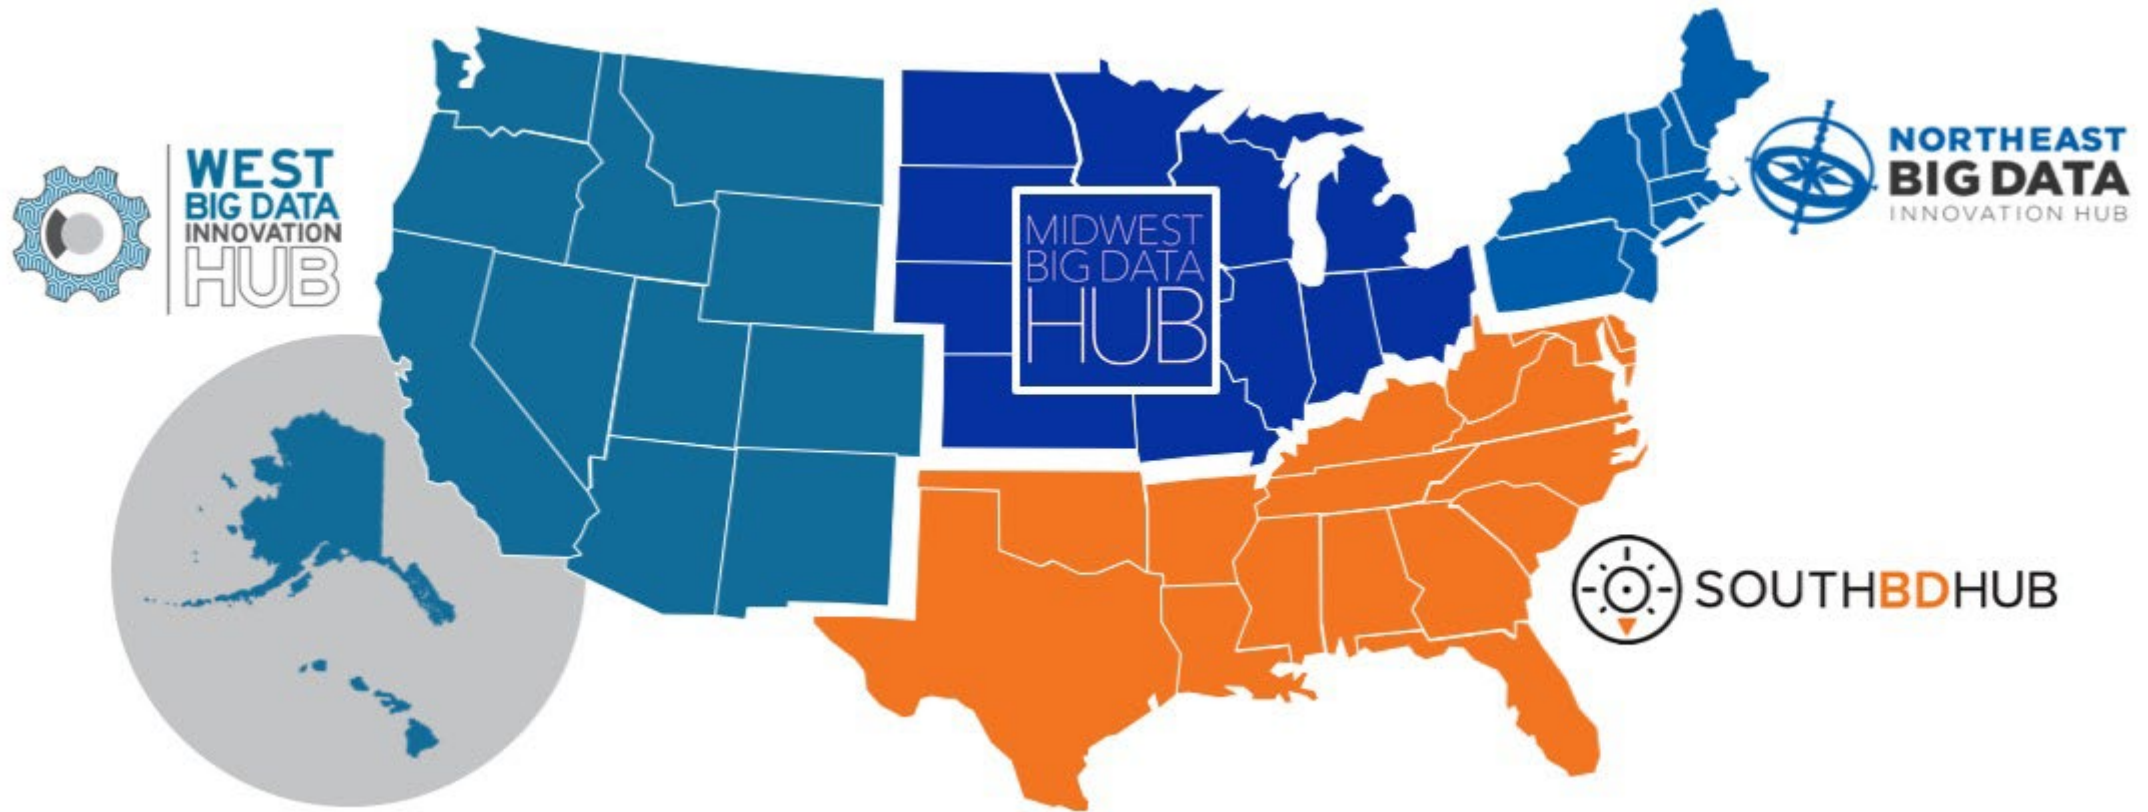 WEST
BIG DATA
INNOVATION
HUB
MIDWEST
BIG DATA
HUB
NORTHEAST
BIG DATA
INNOVATION HUB
SOUTHBDHUB